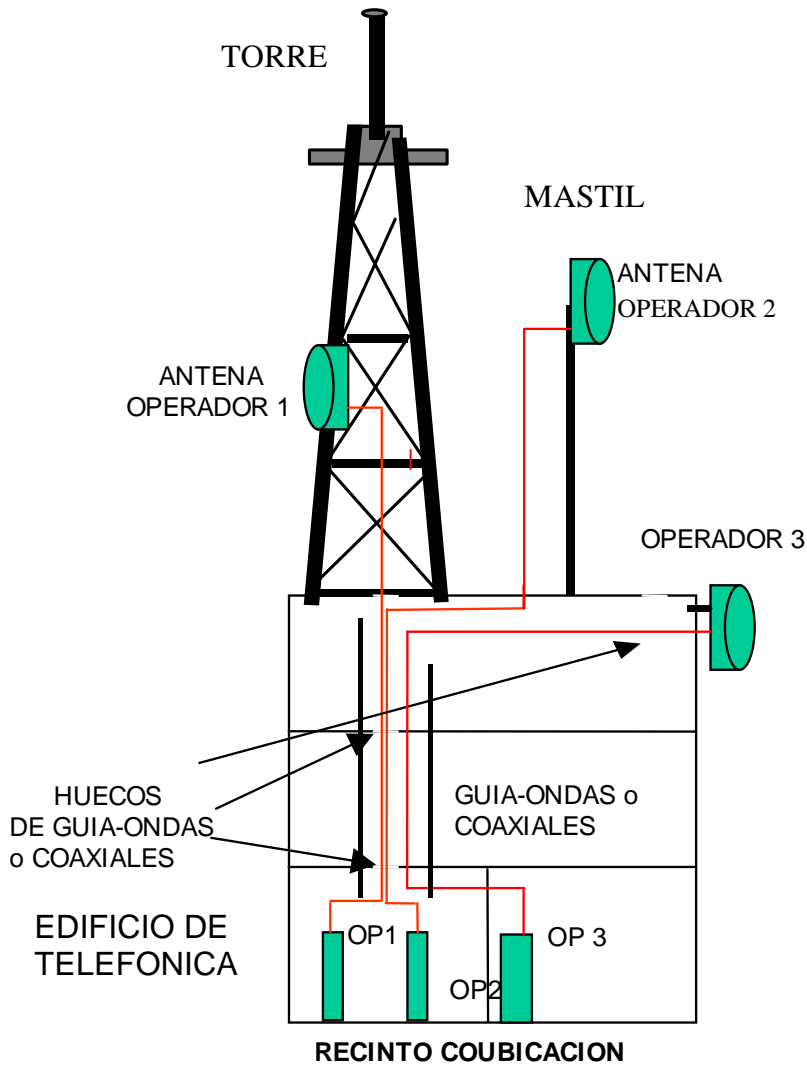 TORRE
MASTIL
ANTENA
OPERADOR 2
ANTENA
OPERADOR 1
OPERADOR 3
HUECOS
DE GUIA-ONDAS
o COAXIALES
GUIA-ONDAS o
COAXIALES
EDIFICIO DE
TELEFONICA
OP1
OP2
OP 3
RECINTO COUBICACION